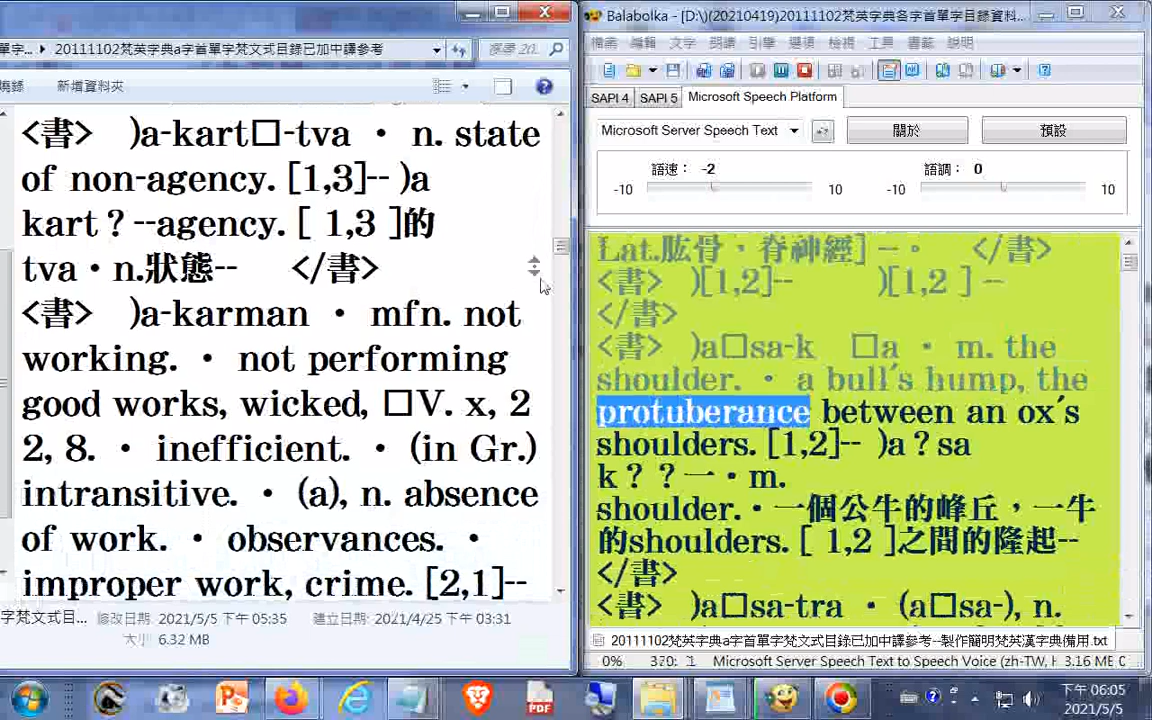 20111102梵英字典a字首單字梵文式目錄已加中譯參考
新增資料夾
<書> )a-kart□-tva • n. state
of non-agency. [1,3]-- )a
kart？--agency. [ 1,3 ]的
tva•n.狀態-- </書>
<書> )a-karman • mfn. not
working. • not performing
good works, wicked, □V. x, 2
2, 8. • inefficient. • (in Gr.)
intransitive. • (a), n. absence
of work. • observances. •
improper work, crime. [2,1]--
修改日期: 2021/5/5 下午 05:35
建立日期: 2021/4/25 下午 03:31
大小: 6.32 MB
Balabolka - [D:\)(20210419)20111102梵英字典各字首單字目錄資料...
檔案 編輯 文字 朗讀 引擎 選項 檢視 工具 書籤 說明
SAPI 4 SAPI 5 Microsoft Speech Platform
Microsoft Server Speech Text 關於 預設
語速： -2 語調： 0
-10 10 -10 10
Lat.肱骨，脊神經] –。 </書>
<書> )[1,2]-- )[1,2 ] –
</書>
<書> )a□sa-k □a • m. the
shoulder. • a bull′s hump, the
protuberance between an ox′s
shoulders. [1,2]-- )a？sa
k？？一•m.
shoulder.•一個公牛的峰丘，一牛
的shoulders. [ 1,2 ]之間的隆起--
</書>
<書> )a□sa-tra • (a□sa-), n.
20111102梵英字典a字首單字梵文式目錄已加中譯參考--製作簡明梵英漢字典備用.txt
0% 370: 1 Microsoft Server Speech Text to Speech Voice (zh-TW, 3.16 ME
下午 06:05
2021/5/5